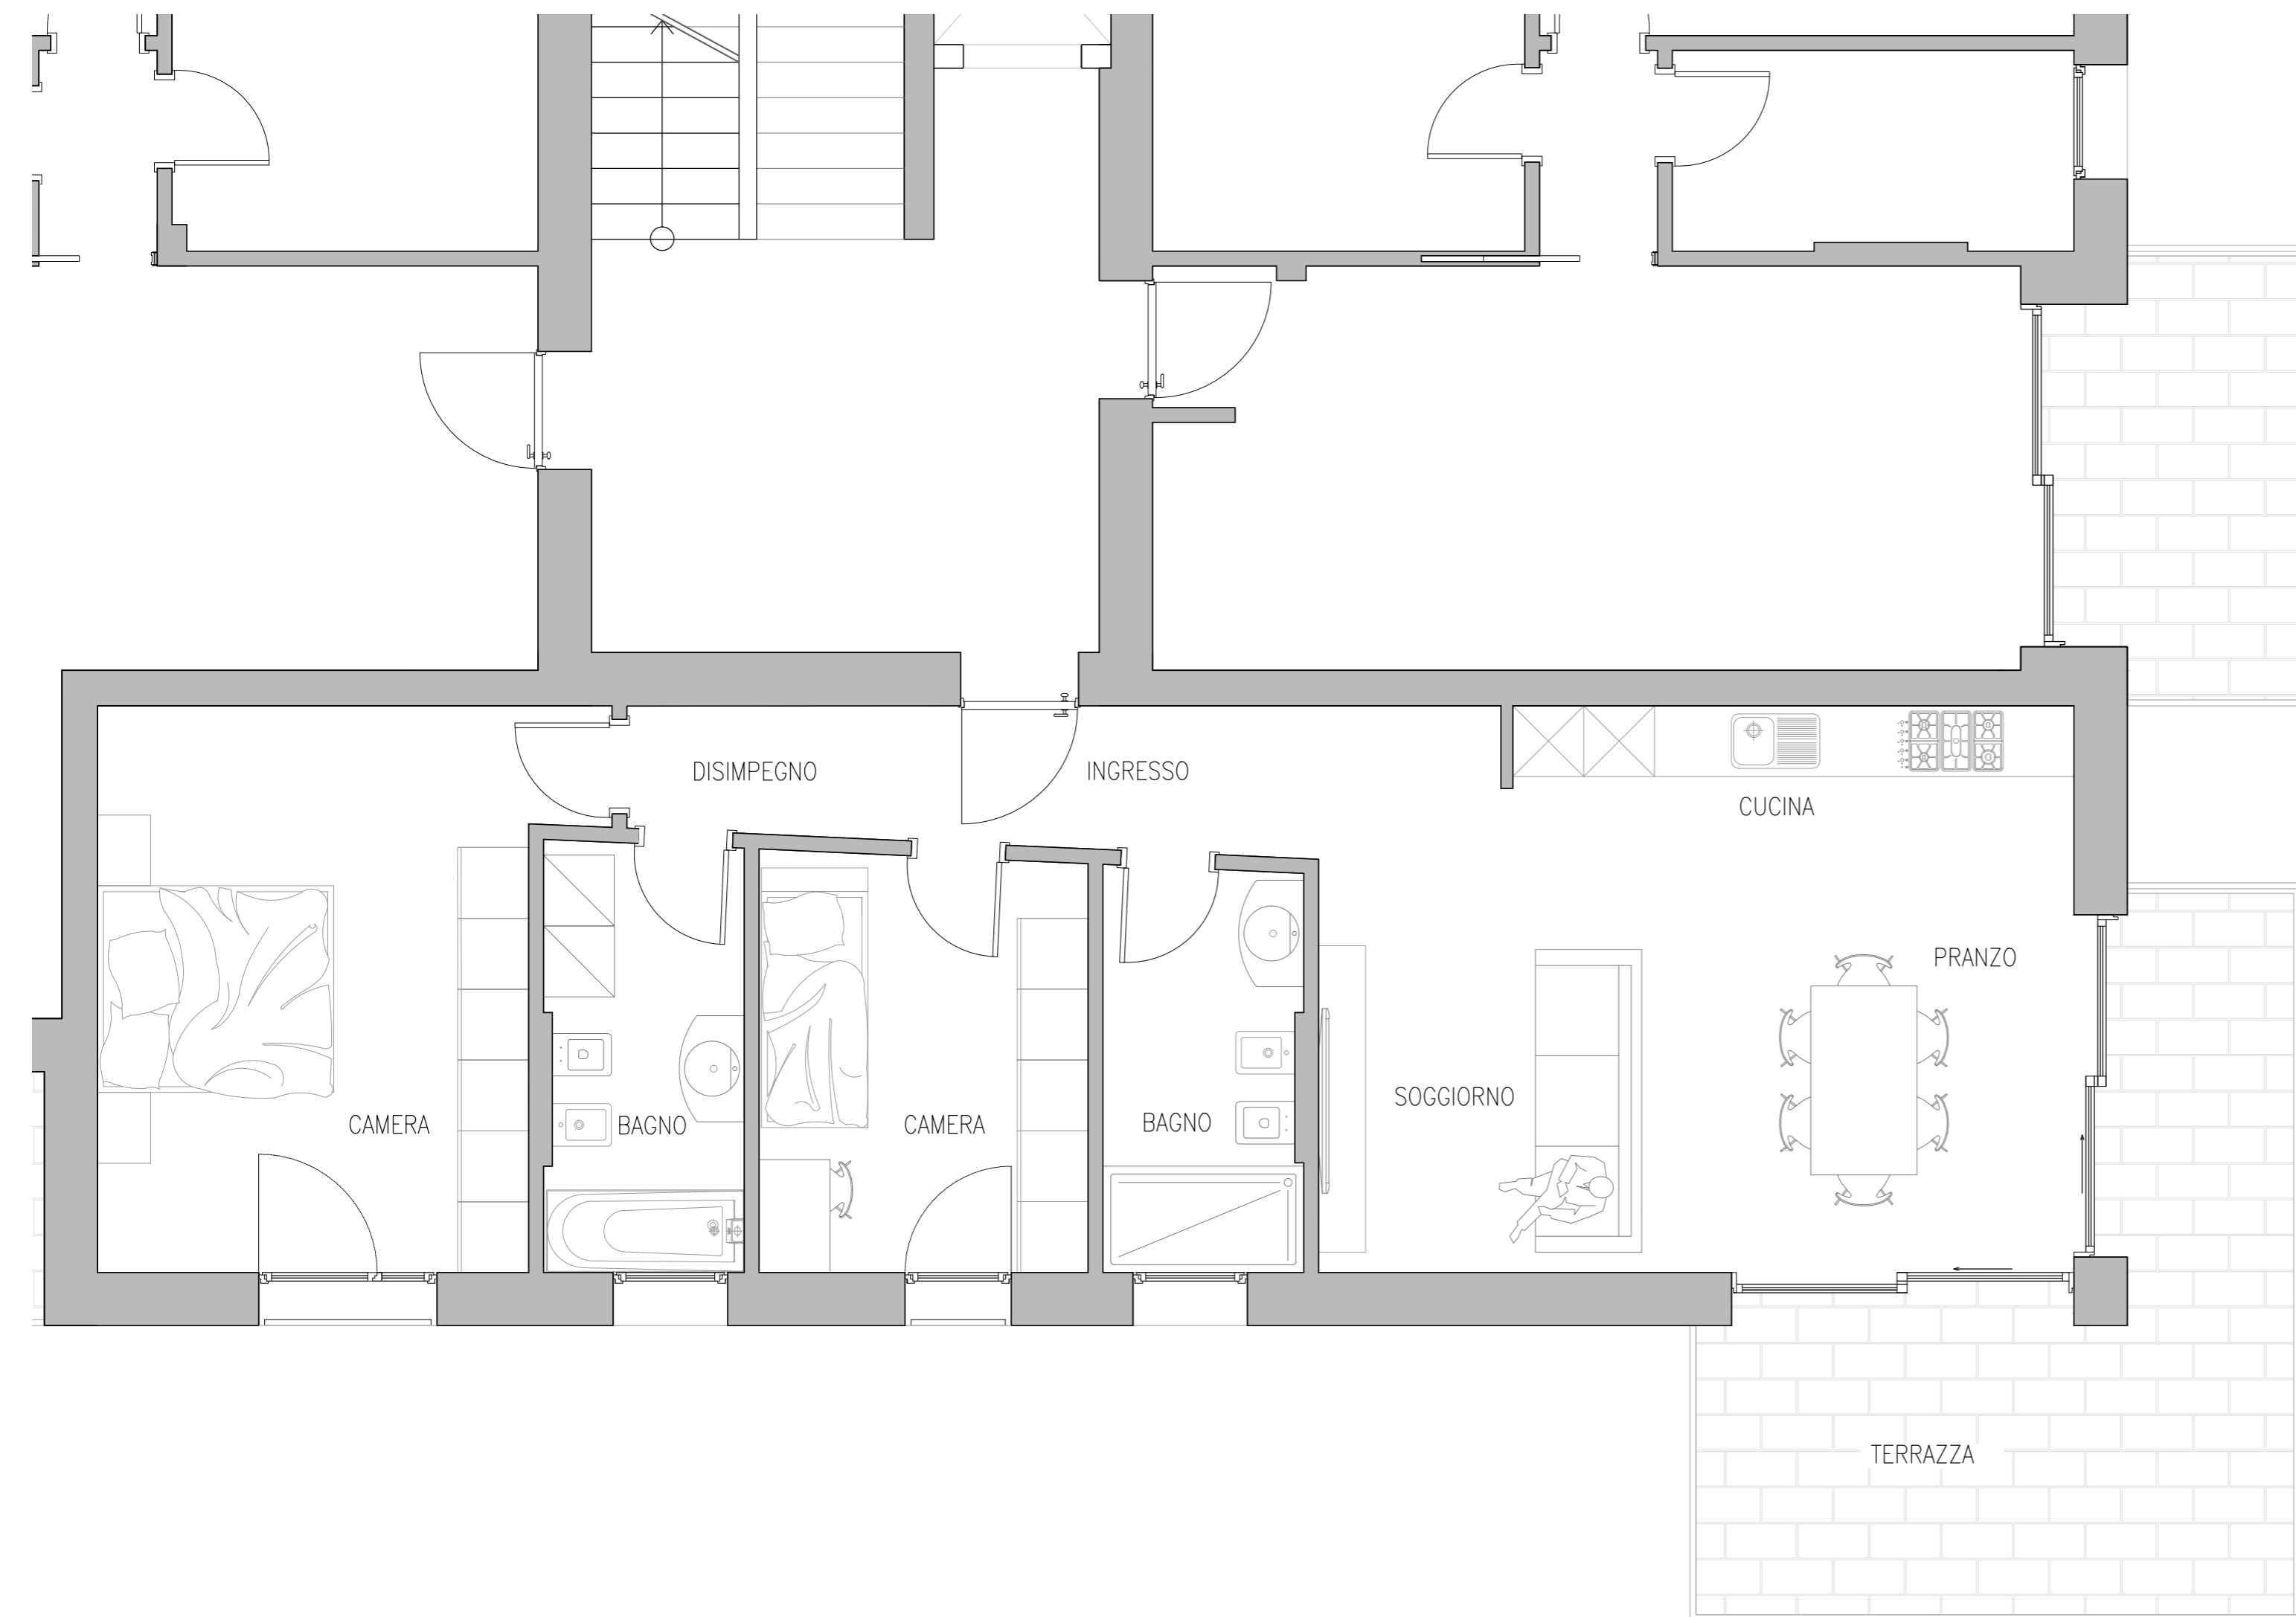 DISIMPEGNO
INGRESSO
CUCINA
PRANZO
SOGGIORNO
CAMERA
BAGNO
CAMERA
BAGNO
TERRAZZA